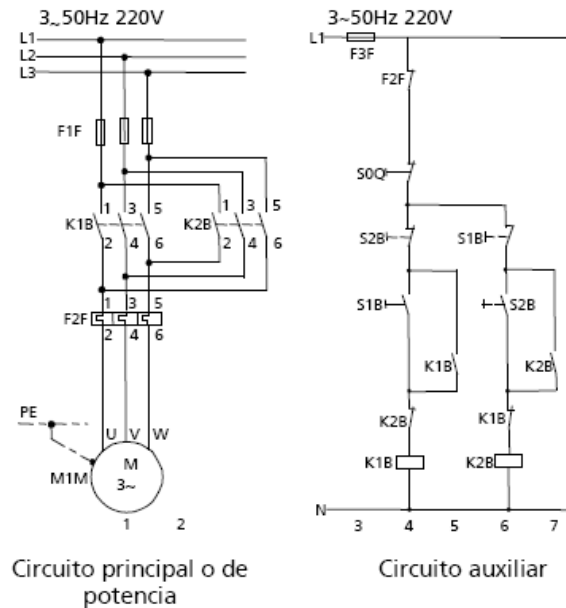 3~50Hz 220V
L1
L2
L3
F1F
1 3 5
K1B
2 4 6
1 3 5
K2B
2 4 6
1 3 5
F2F
2 4 6
PE
U V W
M1M
M
3~
1 2
Circuito principal o de
potencia
3~50Hz 220V
L1
F3F
F2F
S0Q
S2B S1B
S1B S2B
K1B K2B
K2B K1B
K1B K2B
N
3 4 5 6 7
Circuito auxiliar